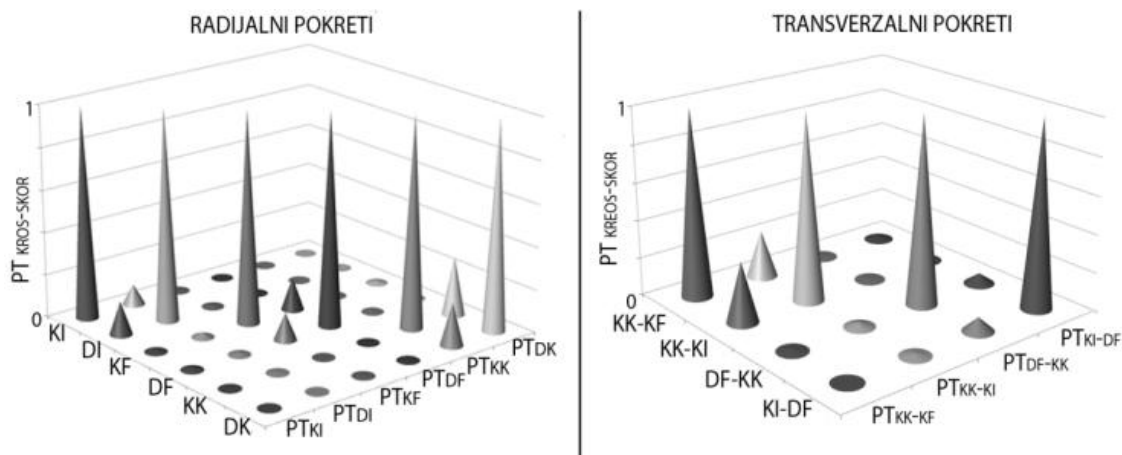 RADIJALNI POKRETI
1
PT KROS-SKOR
0
KI
DI
KF
DF
KK
DK
PTKI
PTDI
PTKF
PTDF
PTKK
PTDK
TRANSVERZALNI POKRETI
1
PT KREOS-SKOR
0
KK-KF
KK-KI
DF-KK
KI-DF
PTKK-KF
PTKK-KI
PTDF-KK
PTKI-DF